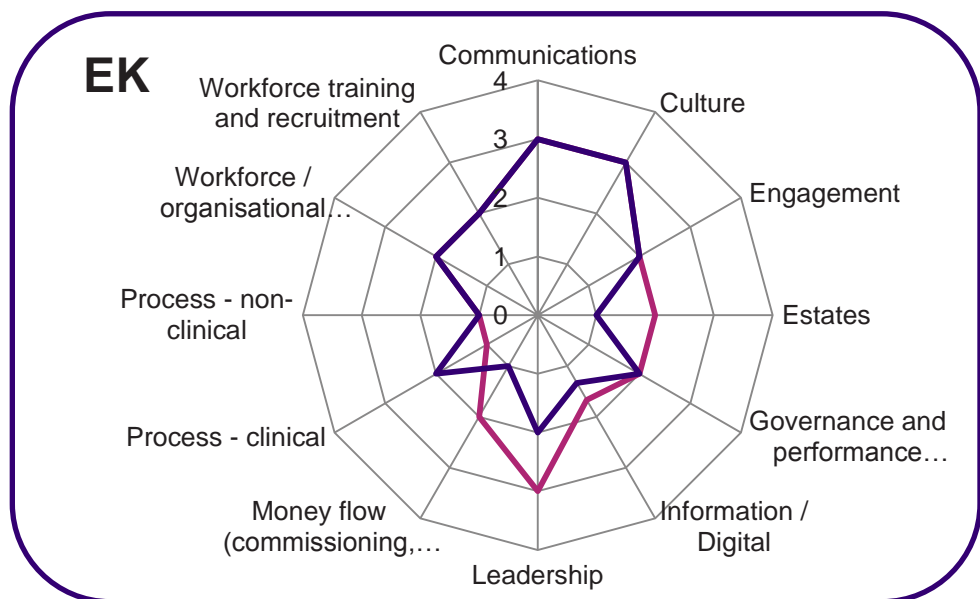 EK
Communications
Culture
Engagement
Estates
Governance and
performance…
Information /
Digital
Leadership
Money flow
(commissioning,…
Process - clinical
Process - non-
clinical
Workforce /
organisational…
Workforce training
and recruitment
4
3
2
1
0